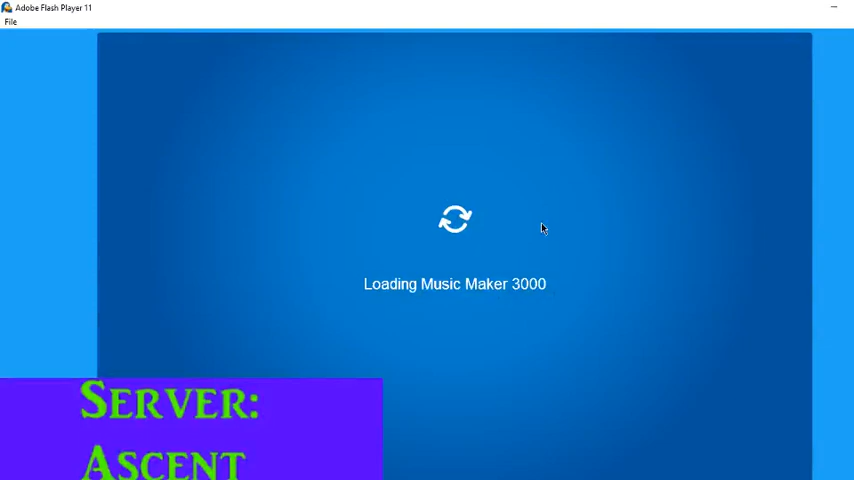 Adobe Flash Player 11
File
Loading Music Maker 3000
SERVER:
ASCENT